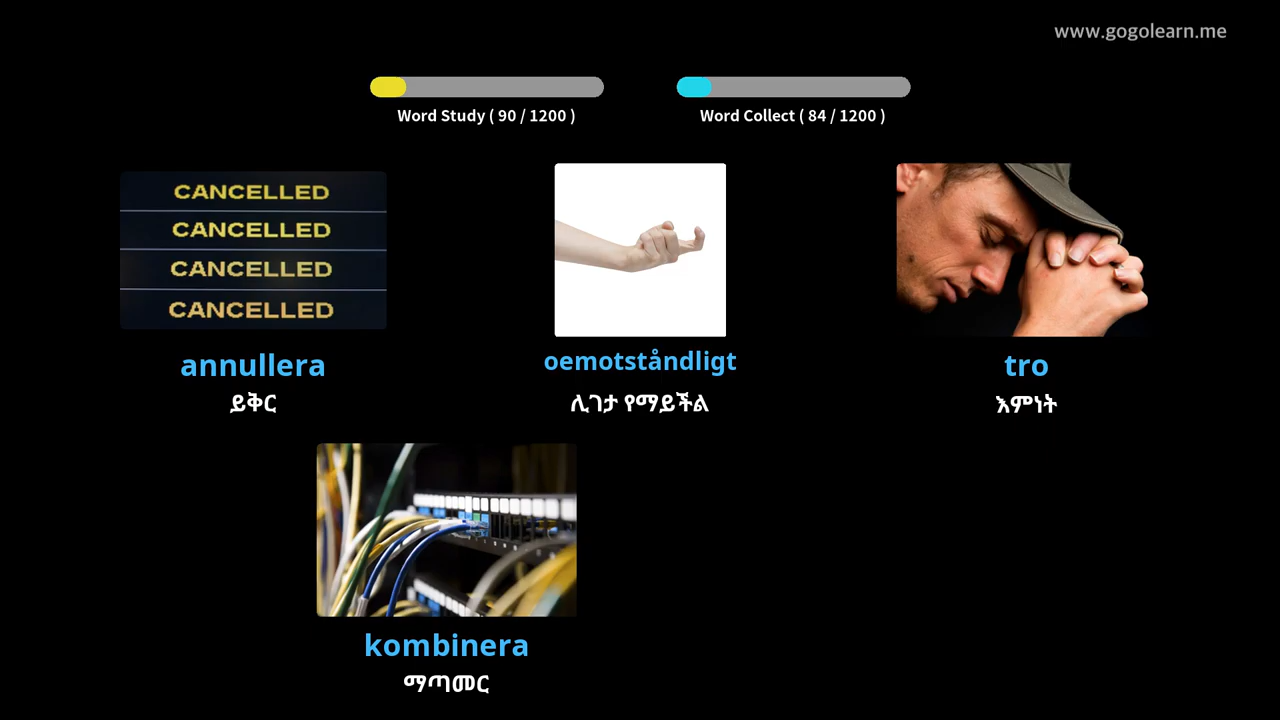 www.gogolearn.me
Word Study ( 90 / 1200 )
Word Collect ( 84 / 1200 )
CANCELLED
CANCELLED
CANCELLED
CANCELLED
annullera
ይቅር
oemotståndligt
ሊገታ የማይችል
tro
እምነት
kombinera
ማጣመር